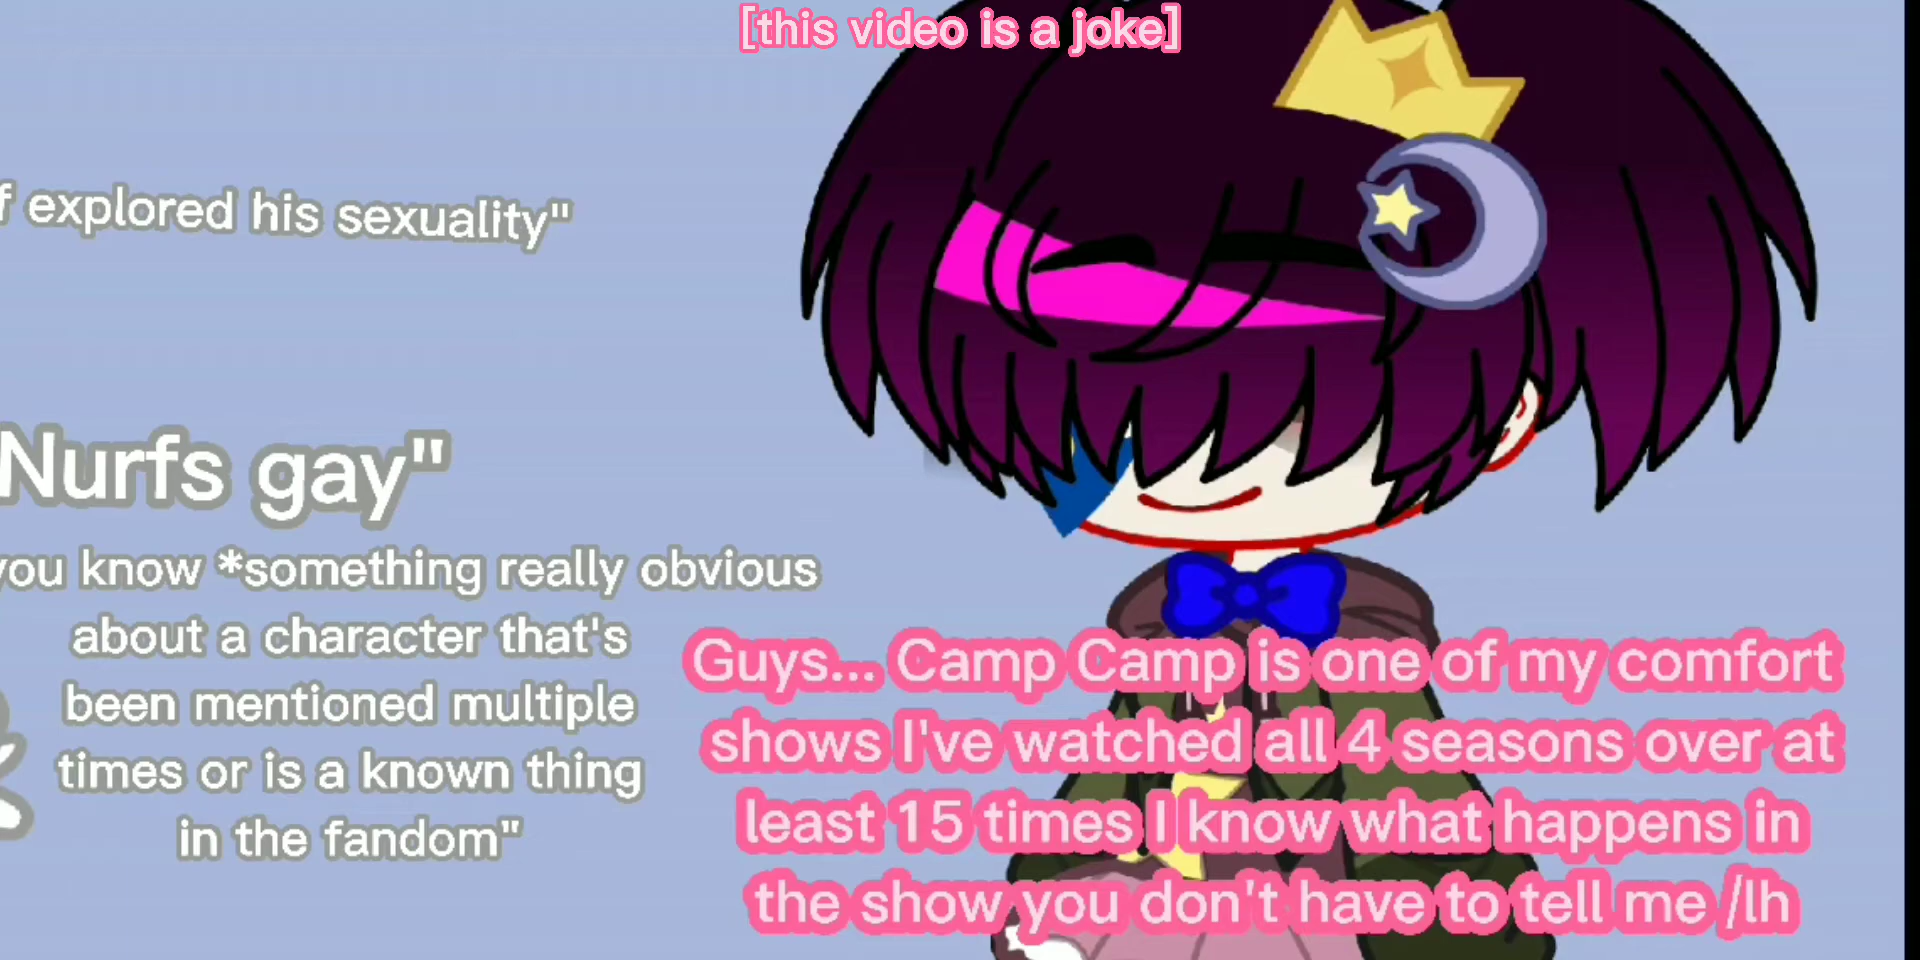 [this video is a joke]
f explored his sexuality"
Nurfs gay"
you know *something really obvious
about a character that's
been mentioned multiple
times or is a known thing
in the fandom"
Guys... Camp Camp is one of my comfort
shows I've watched all 4 seasons over at
least 15 times I know what happens in
the show you don't have to tell me /lh